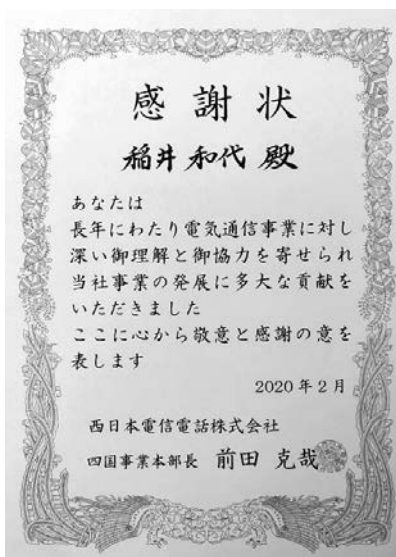 感謝状
稲井和代 殿
あなたは
長年にわたり電気通信事業に対し
深い御理解と御協力を寄せられ
当社事業の発展に多大な貢献を
いただきました
ここに心から敬意と感謝の意を
表します
2020年2月
西日本電信電話株式会社
四国事業本部長 前田 克哉